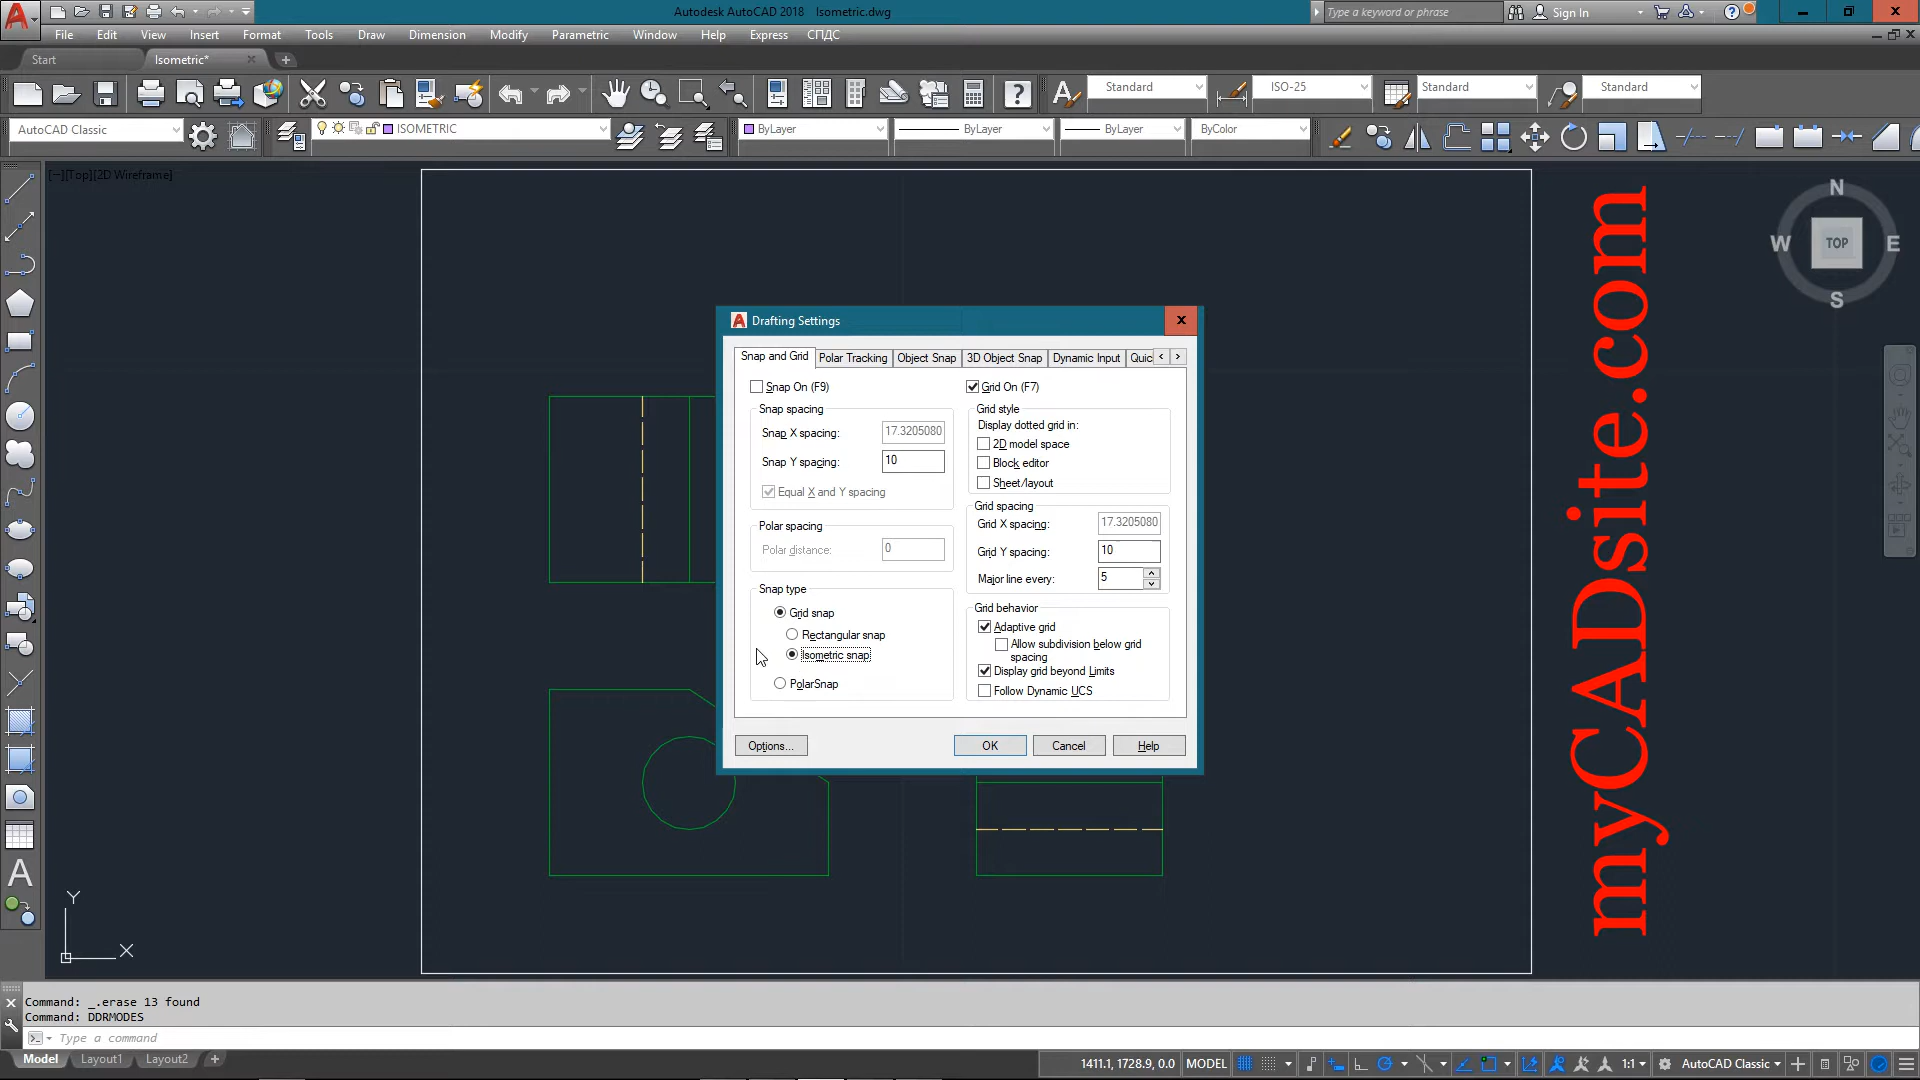 Autodesk AutoCAD 2018 Isometric.dwg
Type a keyword or phrase
Sign In
File Edit View Insert Format Tools Draw Dimension Modify Parametric Window Help Express СПДС
Start
Isometric*
Standard
ISO-25
Standard
Standard
AutoCAD Classic
ISOMETRIC
ByLayer
ByLayer
ByLayer
ByColor
[−][Top][2D Wireframe]
N
W
TOP
E
S
myCADsite.com
Drafting Settings
Snap and Grid
Polar Tracking
Object Snap
3D Object Snap
Dynamic Input
Quic
Snap On (F9)
Grid On (F7)
Snap spacing
Snap X spacing: 17.3205080
Snap Y spacing: 10
Equal X and Y spacing
Polar spacing
Polar distance: 0
Snap type
Grid snap
Rectangular snap
Isometric snap
PolarSnap
Grid style
Display dotted grid in:
2D model space
Block editor
Sheet/layout
Grid spacing
Grid X spacing: 17.3205080
Grid Y spacing: 10
Major line every: 5
Grid behavior
Adaptive grid
Allow subdivision below grid
spacing
Display grid beyond Limits
Follow Dynamic UCS
Options...
OK
Cancel
Help
Y
X
Command: _.erase 13 found
Command: DDRMODES
Type a command
Model
Layout1
Layout2
1411.1, 1728.9, 0.0 MODEL
1:1
AutoCAD Classic